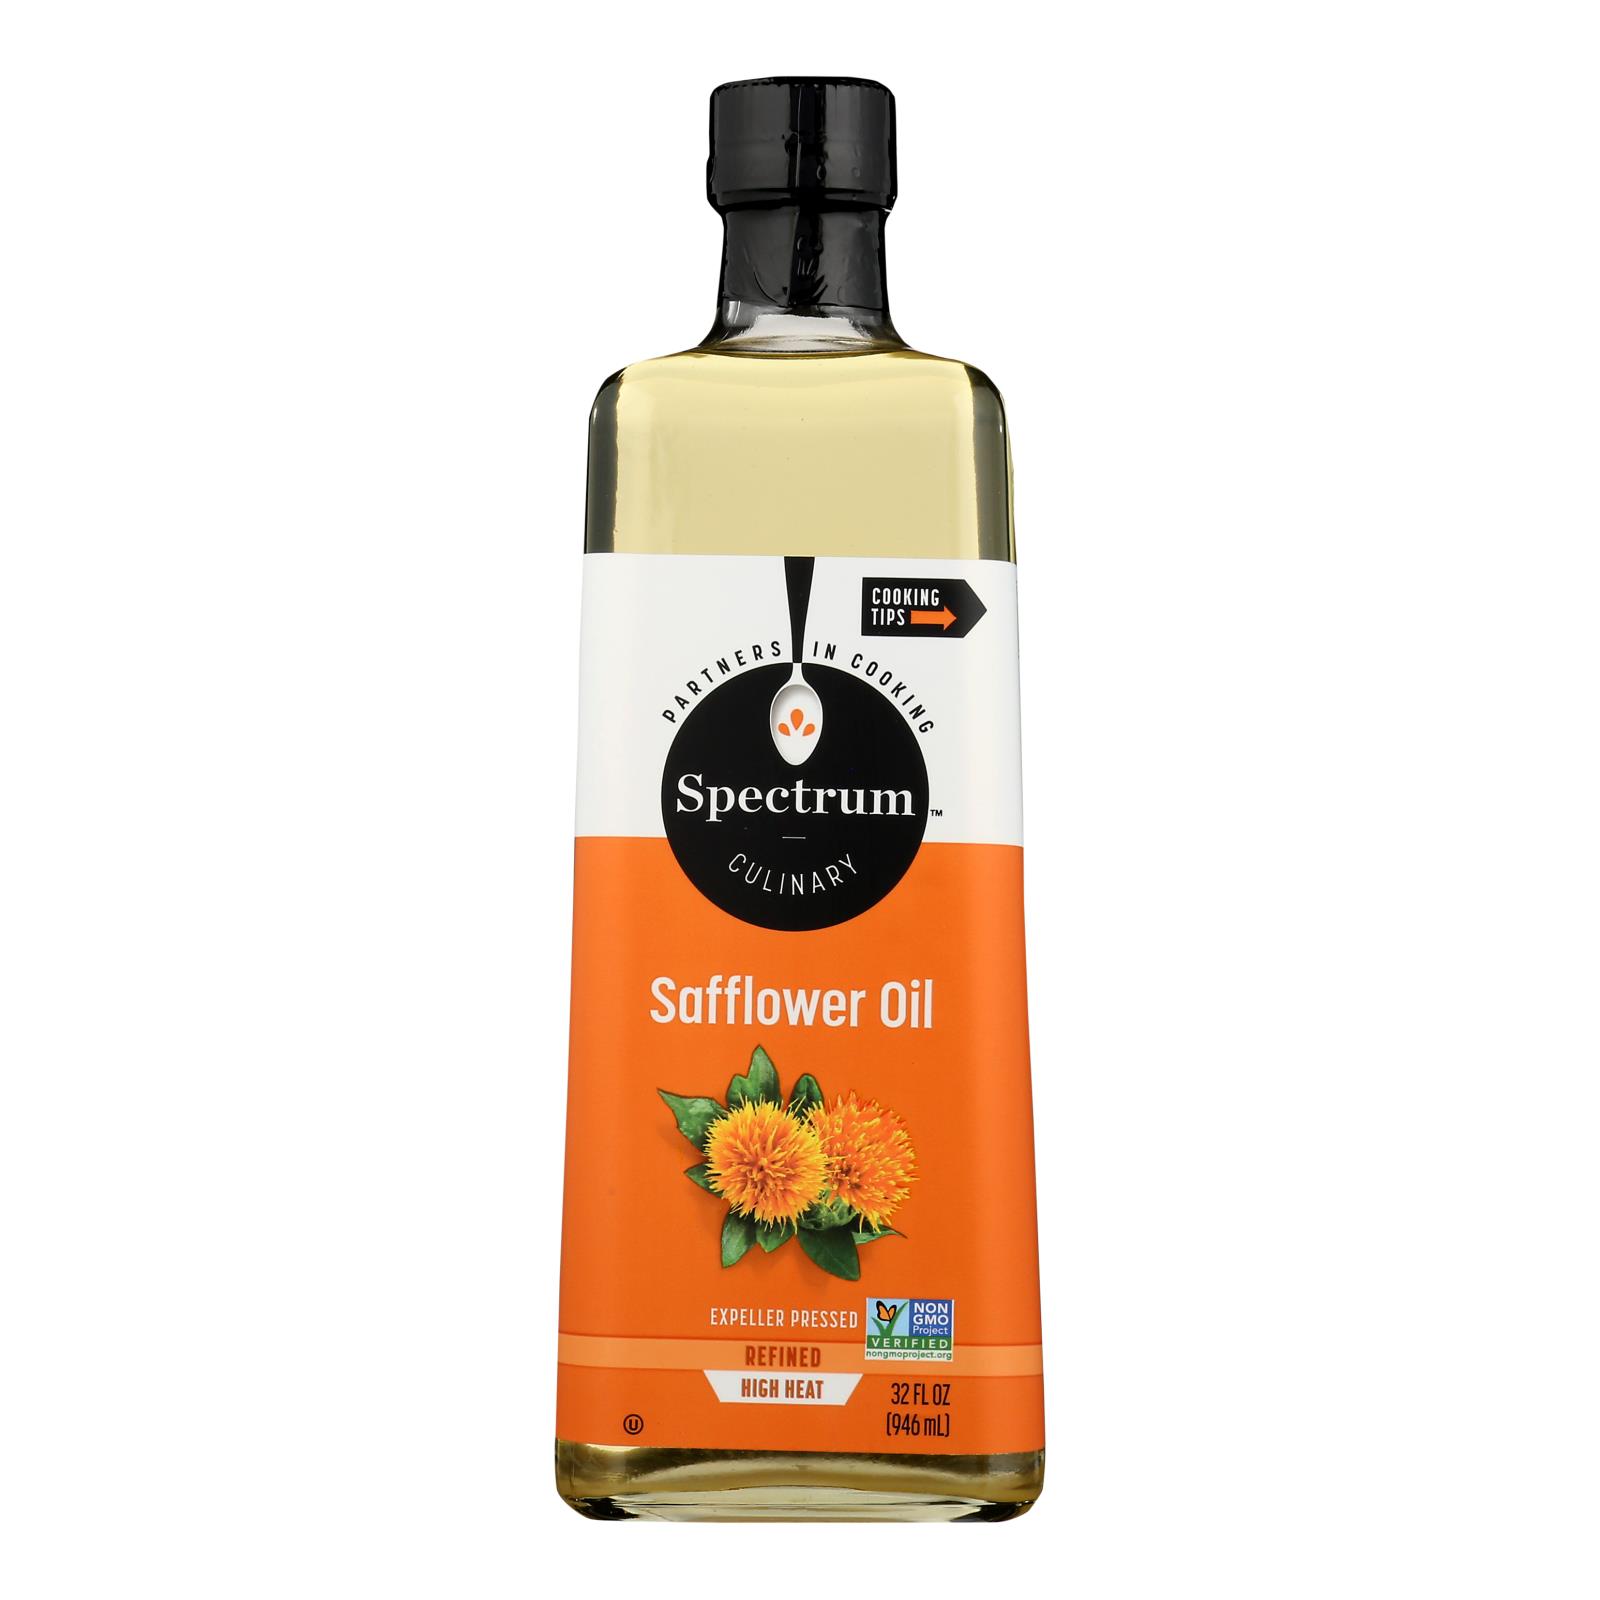 COOKING
TIPS
PARTNERS IN COOKING
Spectrum™
CULINARY
Safflower Oil
EXPELLER PRESSED
NON
GMO
Project
VERIFIED
nongmoproject.org
REFINED
HIGH HEAT
32 FL OZ
(946 mL)
U